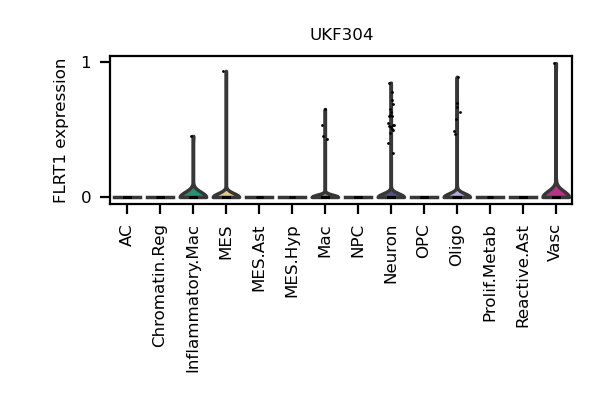 UKF304
FLRT1 expression
1
0
AC
Chromatin.Reg
Inflammatory.Mac
MES
MES.Ast
MES.Hyp
Mac
NPC
Neuron
OPC
Oligo
Prolif.Metab
Reactive.Ast
Vasc